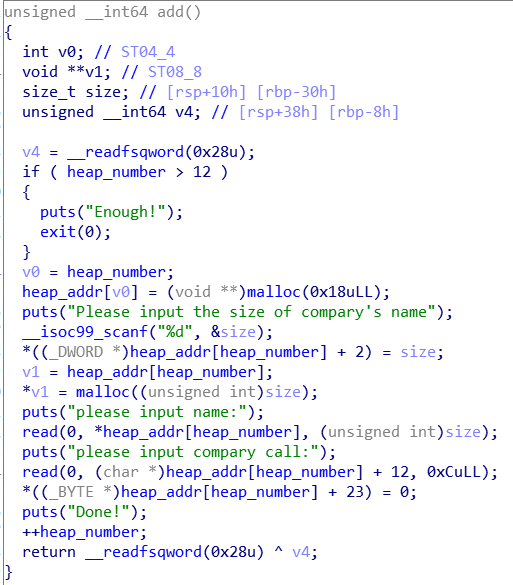 unsigned __int64 add()
{
  int v0; // ST04_4
  void **v1; // ST08_8
  size_t size; // [rsp+10h] [rbp-30h]
  unsigned __int64 v4; // [rsp+38h] [rbp-8h]

  v4 = __readfsqword(0x28u);
  if ( heap_number > 12 )
  {
    puts("Enough!");
    exit(0);
  }
  v0 = heap_number;
  heap_addr[v0] = (void **)malloc(0x18uLL);
  puts("Please input the size of compary's name");
  __isoc99_scanf("%d", &size);
  *((_DWORD *)heap_addr[heap_number] + 2) = size;
  v1 = heap_addr[heap_number];
  *v1 = malloc((unsigned int)size);
  puts("please input name:");
  read(0, *heap_addr[heap_number], (unsigned int)size);
  puts("please input company call:");
  read(0, (char *)heap_addr[heap_number] + 12, 0xCuLL);
  *((_BYTE *)heap_addr[heap_number] + 23) = 0;
  puts("Done!");
  ++heap_number;
  return __readfsqword(0x28u) ^ v4;
}